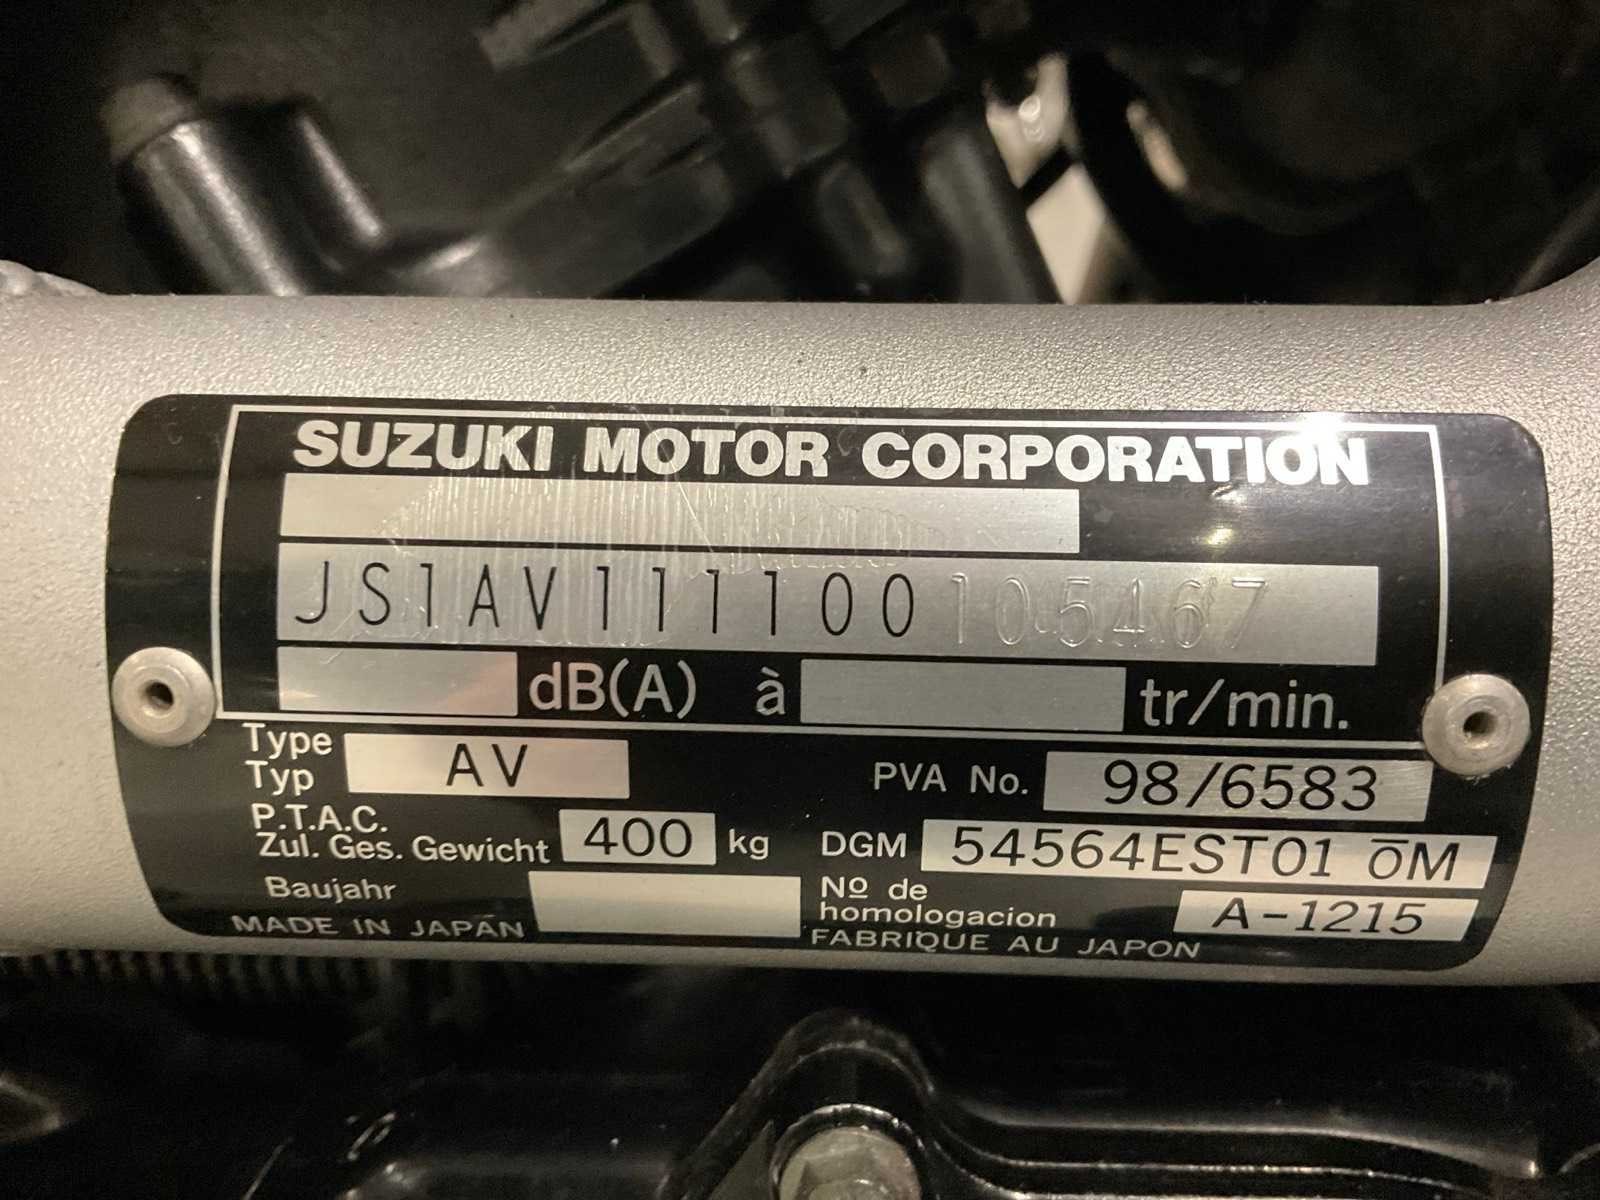 SUZUKI MOTOR CORPORATION
JS1AV111100105467
dB(A) à tr/min.
Type
Typ AV
PVA No. 98/6583
P.T.A.C.
Zul. Ges. Gewicht 400 kg
DGM 54564EST01 ŌM
Baujahr
Nº de
homologacion A-1215
MADE IN JAPAN
FABRIQUE AU JAPON